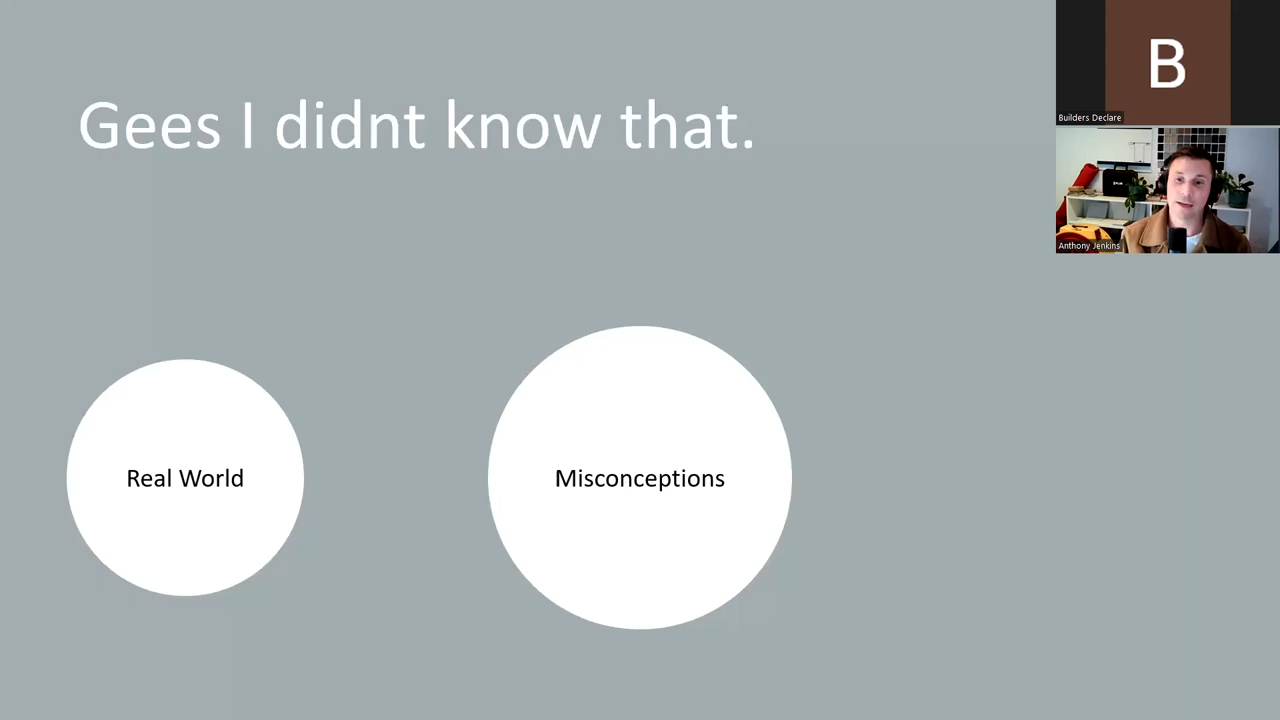 Gees I didnt know that.
B
Builders Declare
Anthony Jenkins
Real World
Misconceptions